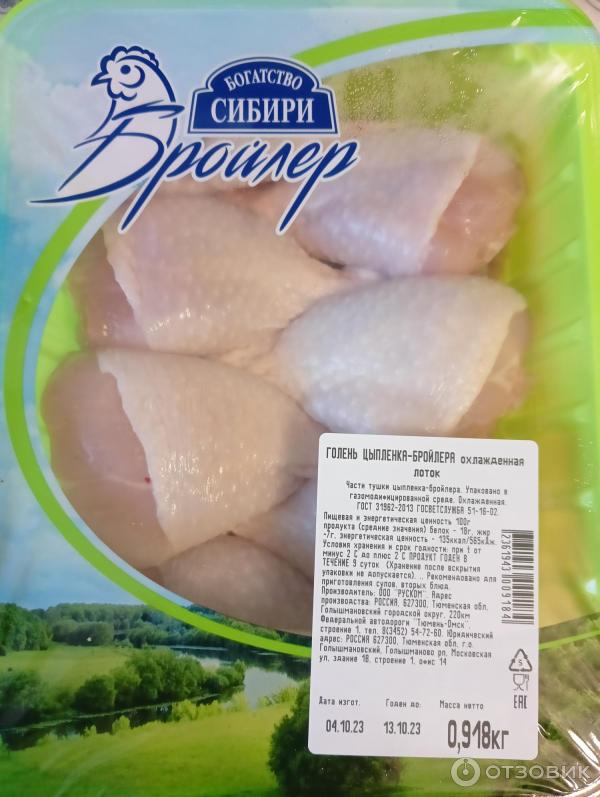 БОГАТСТВО
СИБИРИ
Бройлер
ГОЛЕНЬ ЦЫПЛЕНКА-БРОЙЛЕРА охлажденная
лоток
Части тушки цыпленка-бройлера. Упаковано в
газомодифицированной среде. Охлажденная.
ГОСТ 31962-2013 ГОСВЕТСЛУЖБА 51-16-02.
Пищевая и энергетическая ценность 100г
продукта (средние значения) белок - 18г, жир
-7г, энергетическая ценность - 135ккал/565кДж.
Условия хранения и срок годности: при t от
минус 2 С до плюс 2 С ПРОДУКТ ГОДЕН В
ТЕЧЕНИЕ 9 суток (Хранение после вскрытия
упаковки не допускается). . Рекомендовано для
приготовления супов, вторых блюд.
Производитель: ООО "РУСКОМ". Адрес
производства: РОССИЯ, 627300, Тюменская обл.
Голышмановский городской округ, 220км
Федеральной автодороги "Тюмень-Омск",
строение 1, тел. 8(3452) 54-72-60. Юридический
адрес: РОССИЯ 627300, Тюменская обл, г.о.
Голышмановский, Голышманово рп, Московская
ул, здание 18, строение 1, офис 14
Дата изгот. Годен до: Масса нетто
04.10.23 13.10.23 0,918кг
2361943009184
5
EAC
ОТЗОВИК